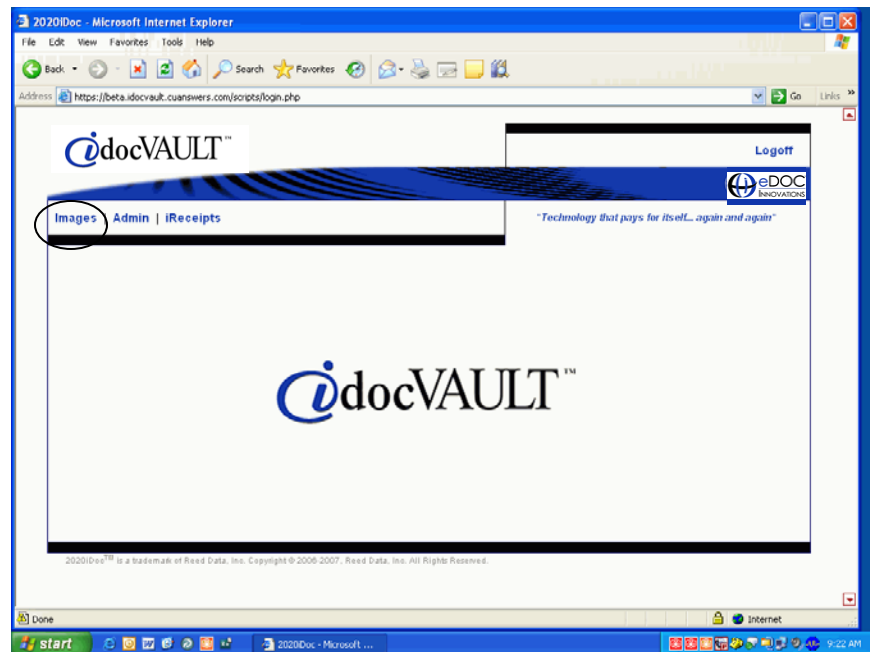 2020IDoc - Microsoft Internet Explorer
File Edit View Favorites Tools Help
Back Search Favorites
Address https://beta.idocvault.cuanswers.com/scripts/login.php Go Links »
idocVAULT™
Logoff
eDOC
INNOVATIONS
Images | Admin | iReceipts
"Technology that pays for itself... again and again"
idocVAULT™
2020IDoc™ is a trademark of Reed Data, Inc. Copyright © 2006-2007, Reed Data, Inc. All Rights Reserved.
Done Internet
start 2020IDoc - Microsoft ... 9:22 AM